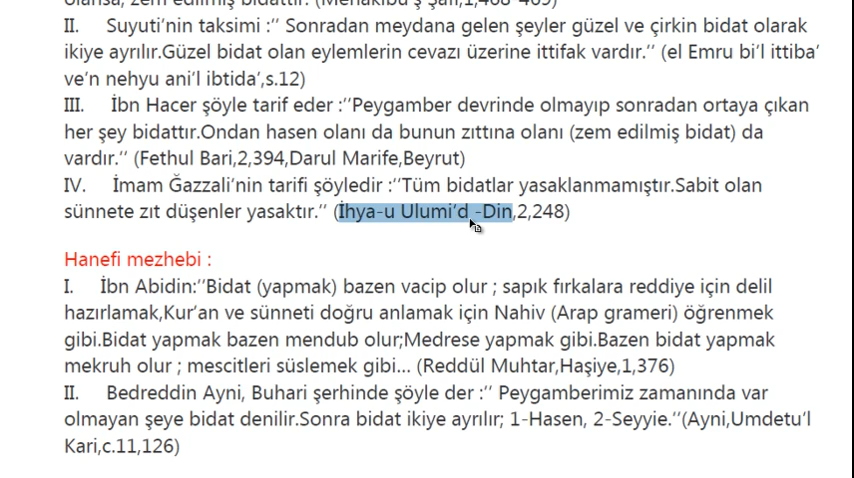 II. Suyuti’nin taksimi :’’ Sonradan meydana gelen şeyler güzel ve çirkin bidat olarak
ikiye ayrılır.Güzel bidat olan eylemlerin cevazı üzerine ittifak vardır.’’ (el Emru bi’l ittiba’
ve’n nehyu ani’l ibtida’,s.12)
III. İbn Hacer şöyle tarif eder :’’Peygamber devrinde olmayıp sonradan ortaya çıkan
her şey bidattır.Ondan hasen olanı da bunun zıttına olanı (zem edilmiş bidat) da
vardır.’’ (Fethul Bari,2,394,Darul Marife,Beyrut)
IV. İmam Ğazzali’nin tarifi şöyledir :’’Tüm bidatlar yasaklanmamıştır.Sabit olan
sünnete zıt düşenler yasaktır.’’ (İhya-u Ulumi’d -Din,2,248)
Hanefi mezhebi :
I. İbn Abidin:’’Bidat (yapmak) bazen vacip olur ; sapık fırkalara reddiye için delil
hazırlamak,Kur’an ve sünneti doğru anlamak için Nahiv (Arap grameri) öğrenmek
gibi.Bidat yapmak bazen mendub olur;Medrese yapmak gibi.Bazen bidat yapmak
mekruh olur ; mescitleri süslemek gibi… (Reddül Muhtar,Haşiye,1,376)
II. Bedreddin Ayni, Buhari şerhinde şöyle der :’’ Peygamberimiz zamanında var
olmayan şeye bidat denilir.Sonra bidat ikiye ayrılır; 1-Hasen, 2-Seyyie.’’(Ayni,Umdetu’l
Kari,c.11,126)